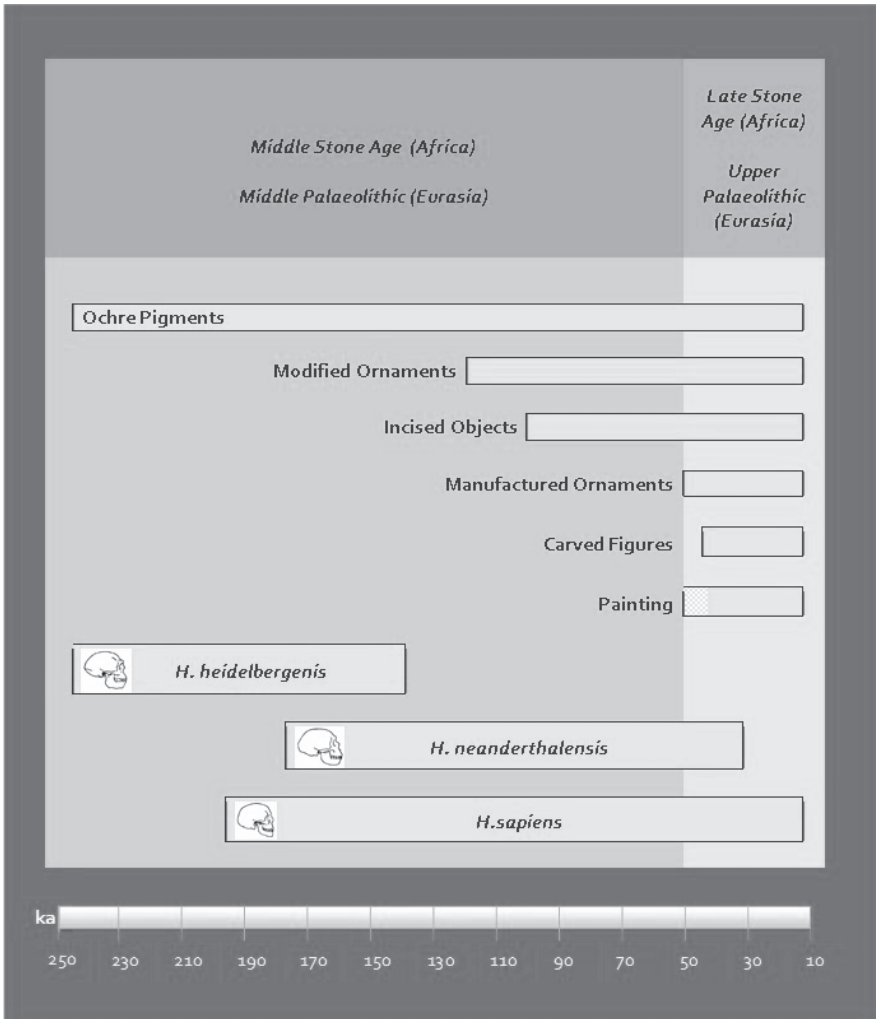 Middle Stone Age (Africa)
Middle Palaeolithic (Eurasia)
Late Stone
Age (Africa)
Upper
Palaeolithic
(Eurasia)
Ochre Pigments
Modified Ornaments
Incised Objects
Manufactured Ornaments
Carved Figures
Painting
H. heidelbergenis
H. neanderthalensis
H.sapiens
ka
250 230 210 190 170 150 130 110 90 70 50 30 10